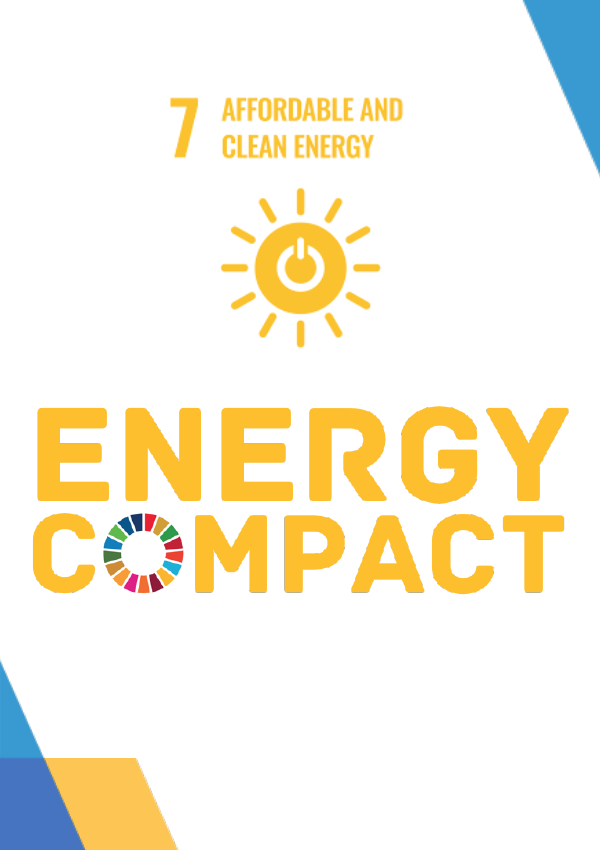 7 AFFORDABLE AND
CLEAN ENERGY
ENERGY
COMPACT